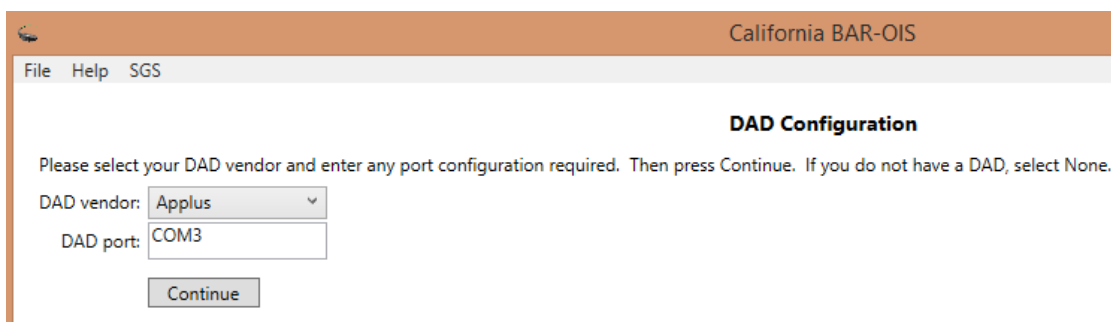 California BAR-OIS
File Help SGS
DAD Configuration
Please select your DAD vendor and enter any port configuration required. Then press Continue. If you do not have a DAD, select None.
DAD vendor: Applus
DAD port: COM3
Continue